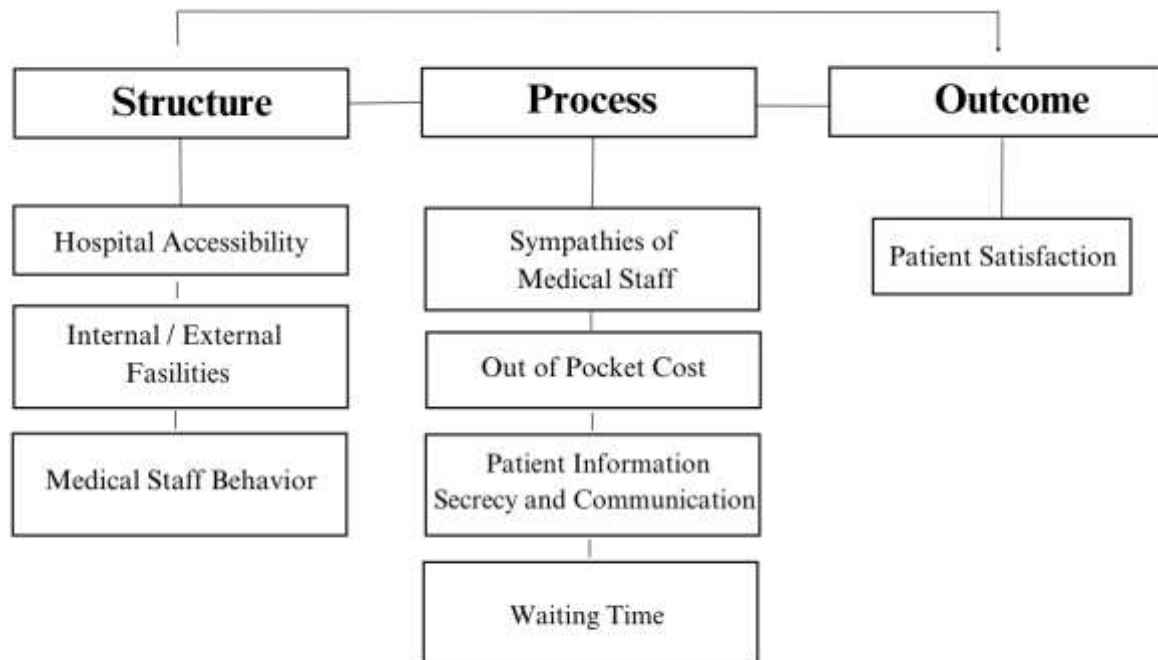 Structure
Process
Outcome
Hospital Accessibility
Internal / External
Fasilities
Medical Staff Behavior
Sympathies of
Medical Staff
Out of Pocket Cost
Patient Information
Secrecy and Communication
Waiting Time
Patient Satisfaction